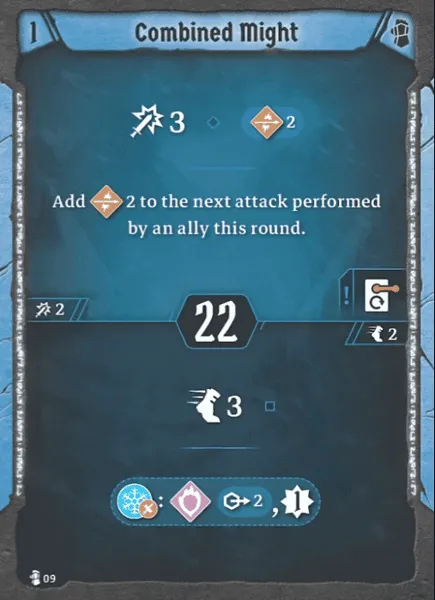 1 Combined Might
3 2
Add 2 to the next attack performed
by an ally this round.
2 ! 
22
2
3
: 2 , 1
09